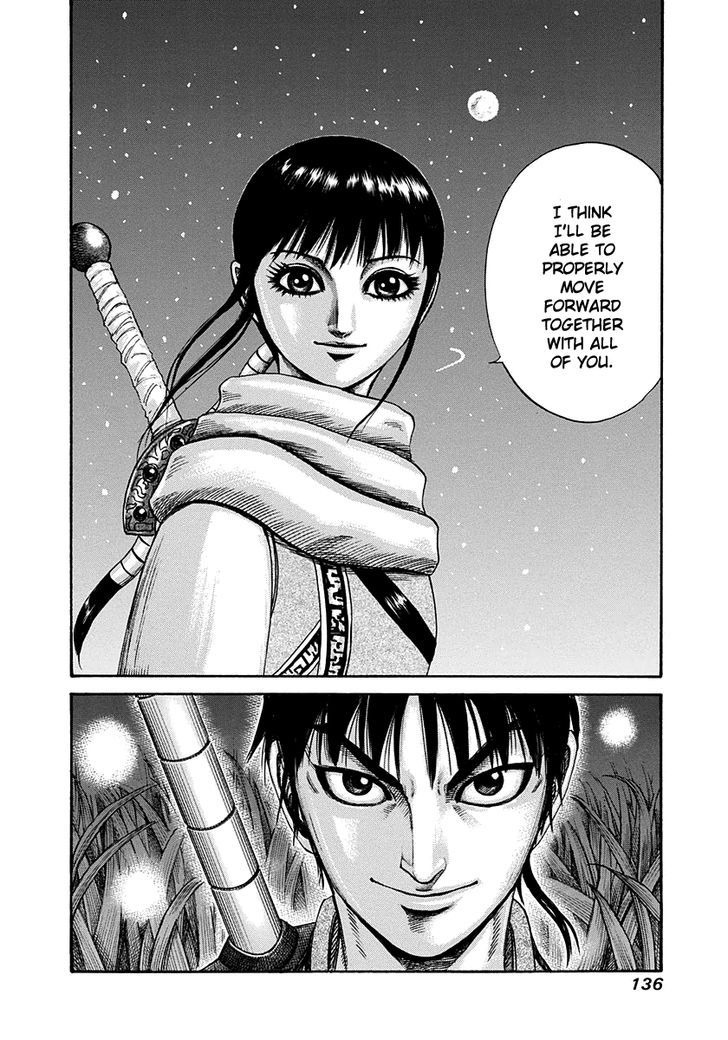 I THINK
I'LL BE
ABLE TO
PROPERLY
MOVE
FORWARD
TOGETHER
WITH ALL
OF YOU.
136